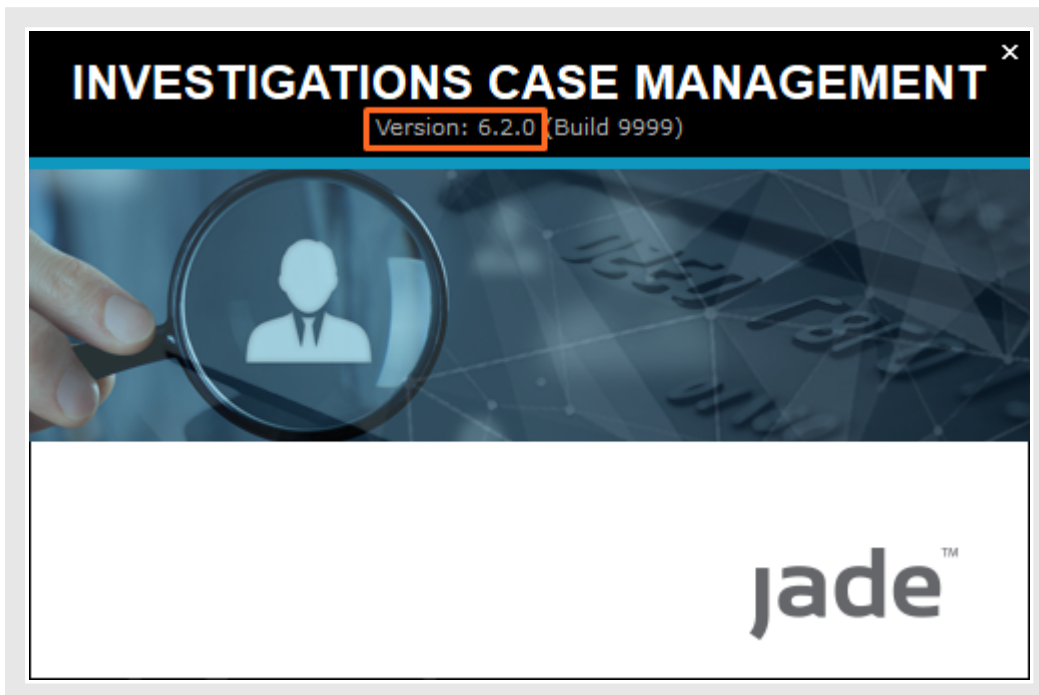 INVESTIGATIONS CASE MANAGEMENT
Version: 6.2.0 (Build 9999)
jade™